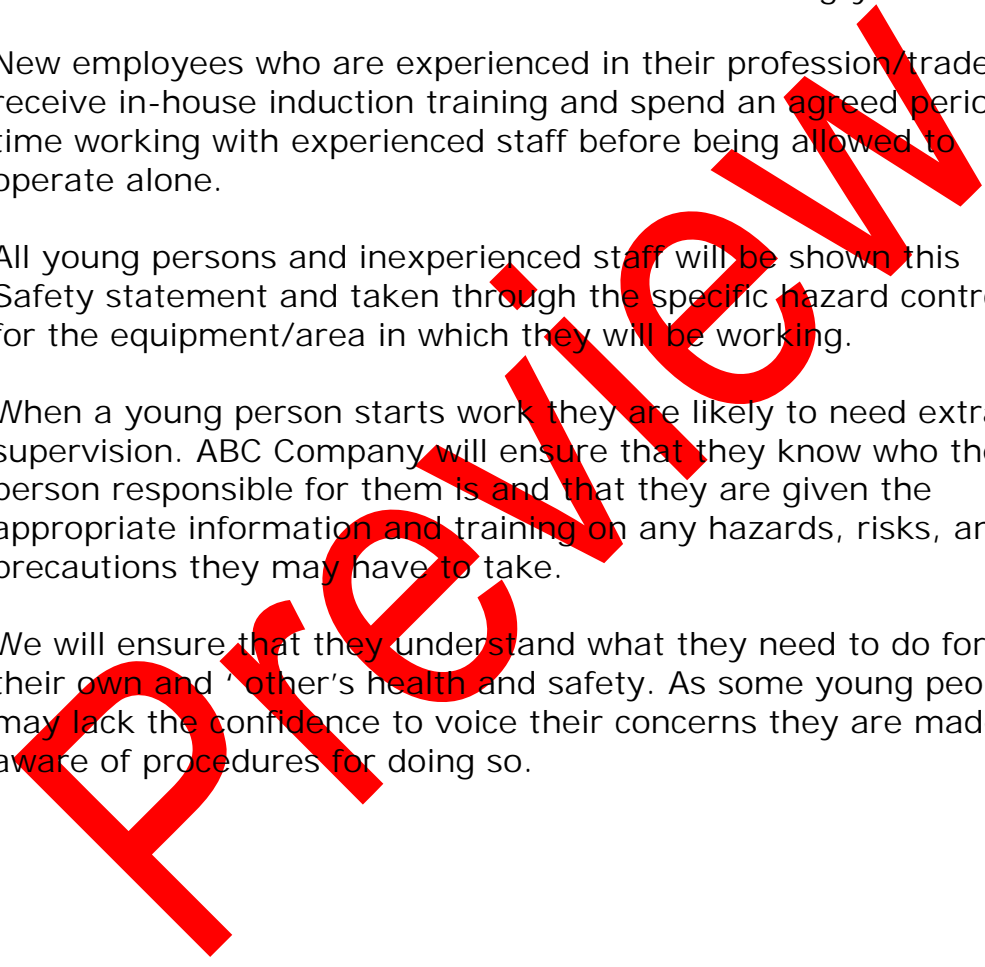 New employees who are experienced in their profession/trade
receive in-house induction training and spend an agreed perio
time working with experienced staff before being allowed to
operate alone.
All young persons and inexperienced staff will be shown this
Safety statement and taken through the specific hazard contr
for the equipment/area in which they will be working.
When a young person starts work they are likely to need extra
supervision. ABC Company will ensure that they know who the
person responsible for them is and that they are given the
appropriate information and training on any hazards, risks, an
precautions they may have to take.
We will ensure that they understand what they need to do for
their own and ‘ other's health and safety. As some young peo
may lack the confidence to voice their concerns they are mad
aware of procedures for doing so.
Preview